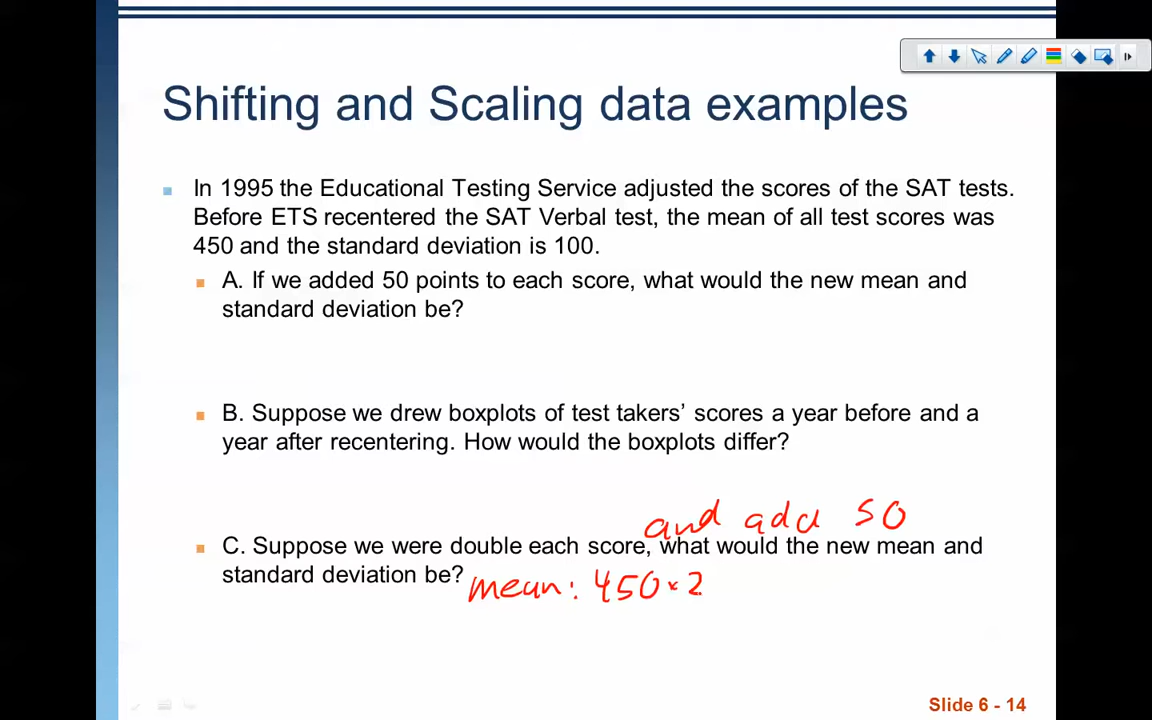 Shifting and Scaling data examples
In 1995 the Educational Testing Service adjusted the scores of the SAT tests.
Before ETS recentered the SAT Verbal test, the mean of all test scores was
450 and the standard deviation is 100.
A. If we added 50 points to each score, what would the new mean and
standard deviation be?
B. Suppose we drew boxplots of test takers' scores a year before and a
year after recentering. How would the boxplots differ?
and add 50
C. Suppose we were double each score, what would the new mean and
standard deviation be? mean: 450 × 2
Slide 6 - 14